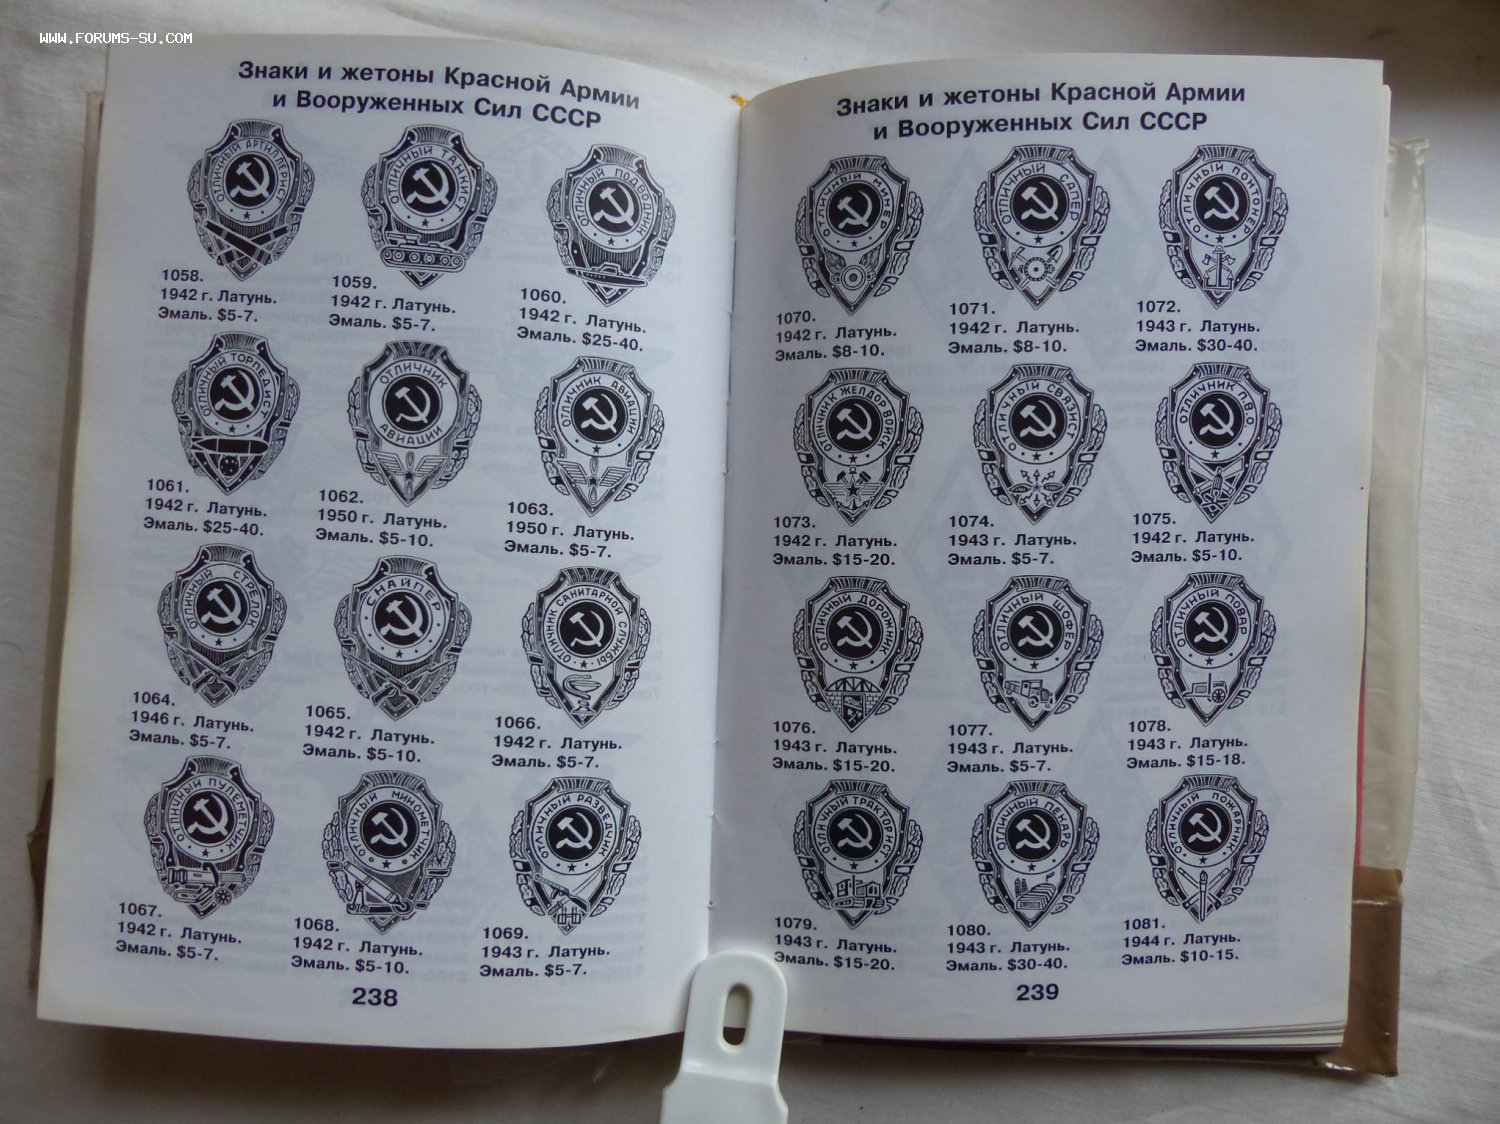 WWW.FORUMS-SU.COM
Знаки и жетоны Красной Армии
и Вооруженных Сил СССР
ОТЛИЧНЫЙ АРТИЛЛЕРИСТ
1058.
1942 г. Латунь.
Эмаль. $5-7.
ОТЛИЧНЫЙ ТАНКИСТ
1059.
1942 г. Латунь.
Эмаль. $5-7.
ОТЛИЧНЫЙ ПОДВОДНИК
1060.
1942 г. Латунь.
Эмаль. $25-40.
ОТЛИЧНЫЙ ТОРПЕДИСТ
1061.
1942 г. Латунь.
Эмаль. $25-40.
ОТЛИЧНИК
АВИАЦИИ
1062.
1950 г. Латунь.
Эмаль. $5-10.
ОТЛИЧНИК АВИАЦИИ
1063.
1950 г. Латунь.
Эмаль. $5-7.
ОТЛИЧНЫЙ СТРЕЛОК
1064.
1946 г. Латунь.
Эмаль. $5-7.
СНАЙПЕР
1065.
1942 г. Латунь.
Эмаль. $5-10.
ОТЛИЧНИК САНИТАРНОЙ СЛУЖБЫ
1066.
1942 г. Латунь.
Эмаль. $5-7.
ОТЛИЧНЫЙ ПУЛЕМЕТЧИК
1067.
1942 г. Латунь.
Эмаль. $5-7.
ОТЛИЧНЫЙ МИНОМЕТЧИК
1068.
1942 г. Латунь.
Эмаль. $5-10.
ОТЛИЧНЫЙ РАЗВЕДЧИК
1069.
1943 г. Латунь.
Эмаль. $5-7.
238
Знаки и жетоны Красной Армии
и Вооруженных Сил СССР
ОТЛИЧНЫЙ МИНЕР
1070.
1942 г. Латунь.
Эмаль. $8-10.
ОТЛИЧНЫЙ САПЕР
1071.
1942 г. Латунь.
Эмаль. $8-10.
ОТЛИЧНЫЙ ПОНТОНЕР
1072.
1943 г. Латунь.
Эмаль. $30-40.
ОТЛИЧНИК ЖЕЛДОР ВОЙСК
1073.
1942 г. Латунь.
Эмаль. $15-20.
ОТЛИЧНЫЙ СВЯЗИСТ
1074.
1943 г. Латунь.
Эмаль. $5-7.
ОТЛИЧНИК П.В.О.
1075.
1942 г. Латунь.
Эмаль. $5-10.
ОТЛИЧНЫЙ ДОРОЖНИК
1076.
1943 г. Латунь.
Эмаль. $15-20.
ОТЛИЧНЫЙ ШОФЕР
1077.
1943 г. Латунь.
Эмаль. $5-7.
ОТЛИЧНЫЙ ПОВАР
1078.
1943 г. Латунь.
Эмаль. $15-18.
ОТЛИЧНЫЙ ТРАКТОРИСТ
1079.
1943 г. Латунь.
Эмаль. $15-20.
ОТЛИЧНЫЙ ПЕКАРЬ
1080.
1943 г. Латунь.
Эмаль. $30-40.
ОТЛИЧНЫЙ ПОЖАРНИК
1081.
1944 г. Латунь.
Эмаль. $10-15.
239